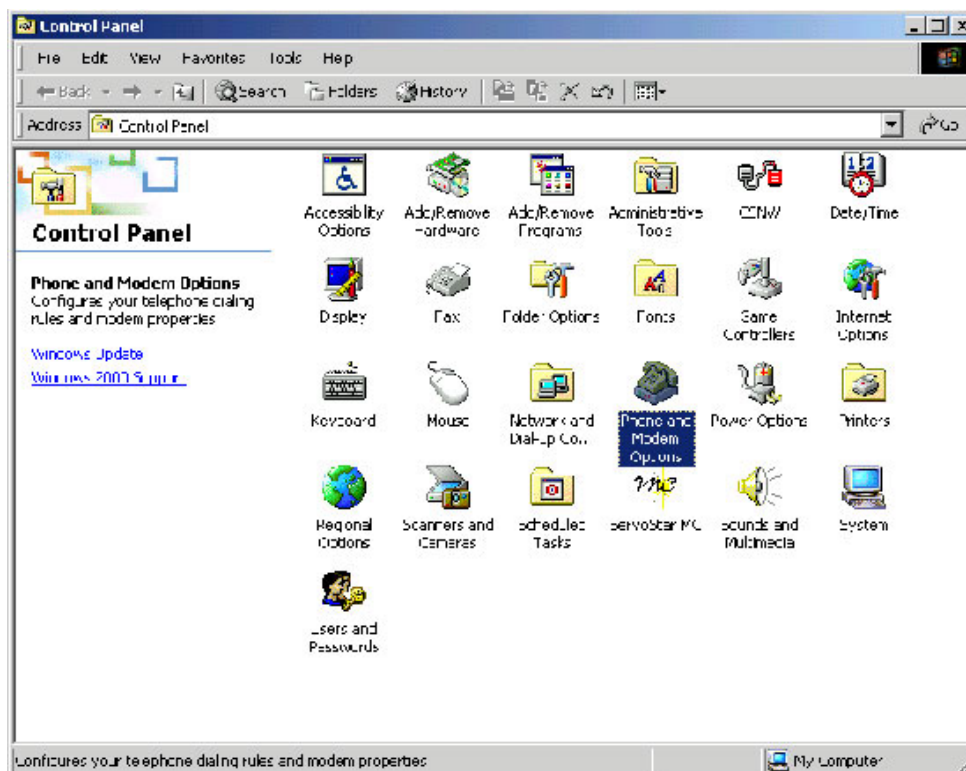 Control Panel
File Edit View Favorites Tools Help
Back Search Folders History
Address Control Panel Go
Control Panel
Phone and Modem Options
Configures your telephone dialing
rules and modem properties
Windows Update
Windows 2000 Support
Accessibility
Options
Add/Remove
Hardware
Add/Remove
Programs
Administrative
Tools
Date/Time
Display
Fax
Folder Options
Fonts
Game
Controllers
Internet
Options
Keyboard
Mouse
Network and
Dial-up Co...
Phone and
Modem
Options
Power Options
Printers
Regional
Options
Scanners and
Cameras
Scheduled
Tasks
ServoStar MC
Sounds and
Multimedia
System
Users and
Passwords
Configures your telephone dialing rules and modem properties
My Computer